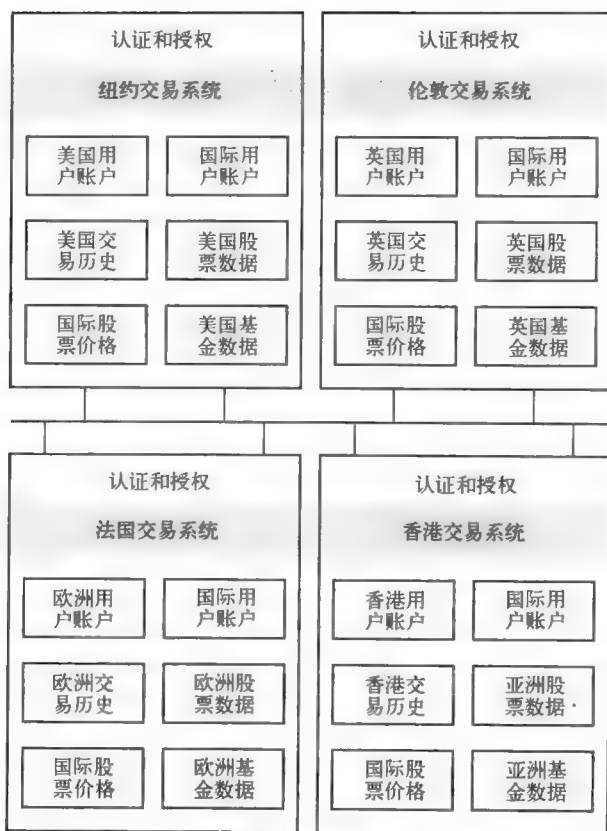 认证和授权
纽约交易系统
美国用
户账户
国际用
户账户
美国交
易历史
美国股
票数据
国际股
票价格
美国基
金数据
认证和授权
伦敦交易系统
英国用
户账户
国际用
户账户
英国交
易历史
英国股
票数据
国际股
票价格
英国基
金数据
认证和授权
法国交易系统
欧洲用
户账户
国际用
户账户
欧洲交
易历史
欧洲股
票数据
国际股
票价格
欧洲基
金数据
认证和授权
香港交易系统
香港用
户账户
国际用
户账户
香港交
易历史
亚洲股
票数据
国际股
票价格
亚洲基
金数据